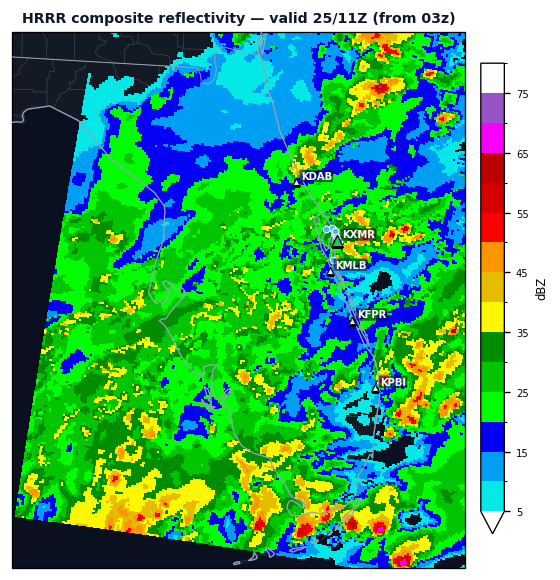 HRRR composite reflectivity — valid 25/11Z (from 03z)
KDAB
KXMR
KMLB
KFPR
KPBI
75
65
55
45
35
25
15
5
dBZ